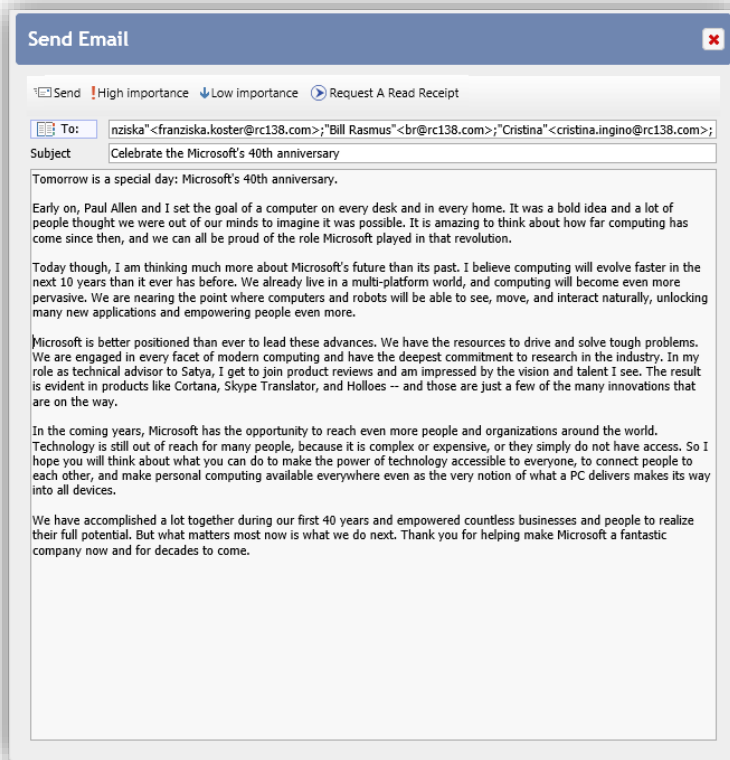 Send Email
Send !High importance Low importance Request A Read Receipt
To: nziska"<franziska.koster@rc138.com>;"Bill Rasmus"<br@rc138.com>;"Cristina"<cristina.ingino@rc138.com>;
Subject Celebrate the Microsoft's 40th anniversary
Tomorrow is a special day: Microsoft's 40th anniversary.
Early on, Paul Allen and I set the goal of a computer on every desk and in every home. It was a bold idea and a lot of
people thought we were out of our minds to imagine it was possible. It is amazing to think about how far computing has
come since then, and we can all be proud of the role Microsoft played in that revolution.
Today though, I am thinking much more about Microsoft's future than its past. I believe computing will evolve faster in the
next 10 years than it ever has before. We already live in a multi-platform world, and computing will become even more
pervasive. We are nearing the point where computers and robots will be able to see, move, and interact naturally, unlocking
many new applications and empowering people even more.
Microsoft is better positioned than ever to lead these advances. We have the resources to drive and solve tough problems.
We are engaged in every facet of modern computing and have the deepest commitment to research in the industry. In my
role as technical advisor to Satya, I get to join product reviews and am impressed by the vision and talent I see. The result
is evident in products like Cortana, Skype Translator, and Holloes -- and those are just a few of the many innovations that
are on the way.
In the coming years, Microsoft has the opportunity to reach even more people and organizations around the world.
Technology is still out of reach for many people, because it is complex or expensive, or they simply do not have access. So I
hope you will think about what you can do to make the power of technology accessible to everyone, to connect people to
each other, and make personal computing available everywhere even as the very notion of what a PC delivers makes its way
into all devices.
We have accomplished a lot together during our first 40 years and empowered countless businesses and people to realize
their full potential. But what matters most now is what we do next. Thank you for helping make Microsoft a fantastic
company now and for decades to come.